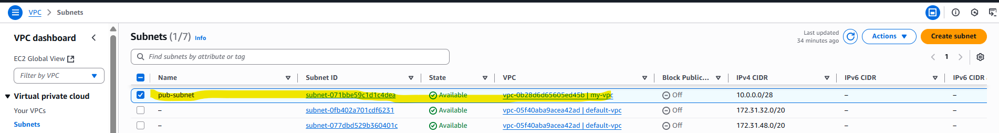 VPC > Subnets
VPC dashboard
EC2 Global View
Filter by VPC
Virtual private cloud
Your VPCs
Subnets
Subnets (1/7) Info
Last updated
34 minutes ago
Actions
Create subnet
Find subnets by attribute or tag
1
Name Subnet ID State VPC Block Public... IPv4 CIDR IPv6 CIDR IPv6 CIDR
pub-subnet subnet-071bbe59c1d1c4dea Available vpc-0b28d6d65605ed45b | my-vpc Off 10.0.0.0/28 – –
– subnet-0fb402a701cdf6231 Available vpc-05f40aba9acea42ad | default-vpc Off 172.31.32.0/20 – –
– subnet-077dbd529b360401c Available vpc-05f40aba9acea42ad | default-vpc Off 172.31.48.0/20 – –